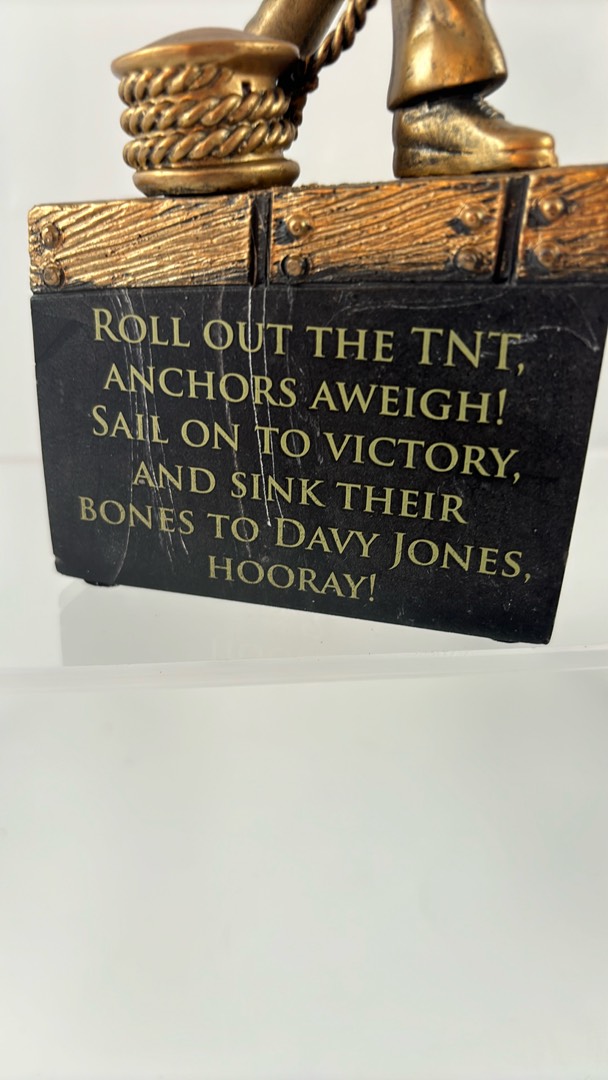 Roll out the TNT,
anchors aweigh!
Sail on to victory,
and sink their
bones to Davy Jones,
hooray!